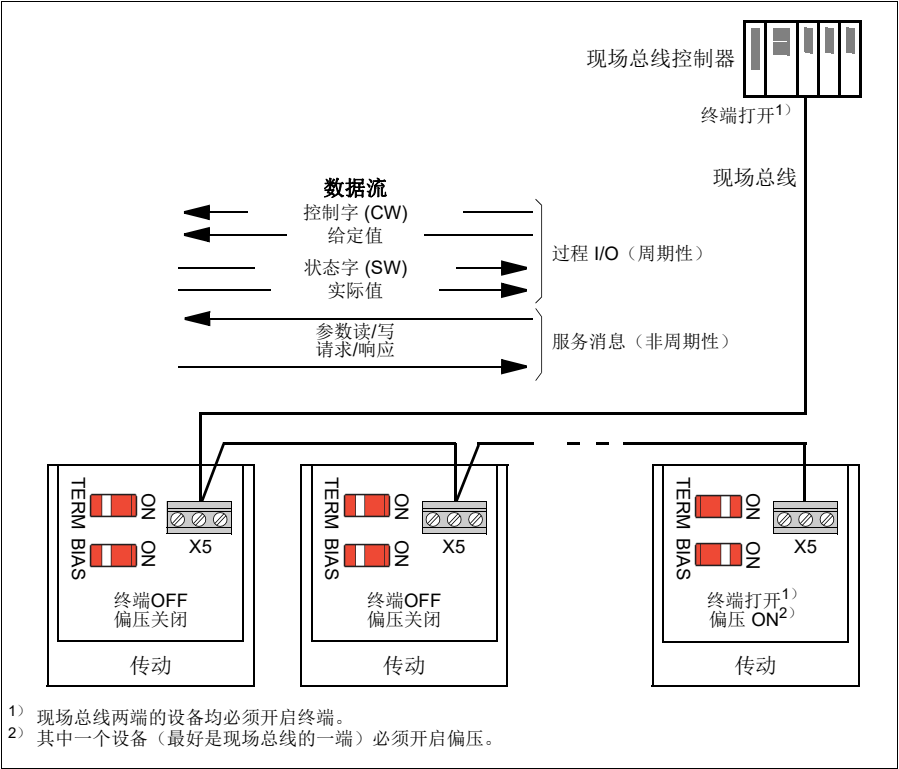 现场总线控制器
终端打开1）
现场总线
数据流
控制字 (CW)
给定值
状态字 (SW)
实际值
过程 I/O（周期性）
参数读/写
请求/响应
服务消息（非周期性）
TERM
ON
BIAS
ON
X5
终端OFF
偏压关闭
传动
TERM
ON
BIAS
ON
X5
终端OFF
偏压关闭
传动
TERM
ON
BIAS
ON
X5
终端打开1）
偏压 ON2）
传动
1） 现场总线两端的设备均必须开启终端。
2） 其中一个设备（最好是现场总线的一端）必须开启偏压。